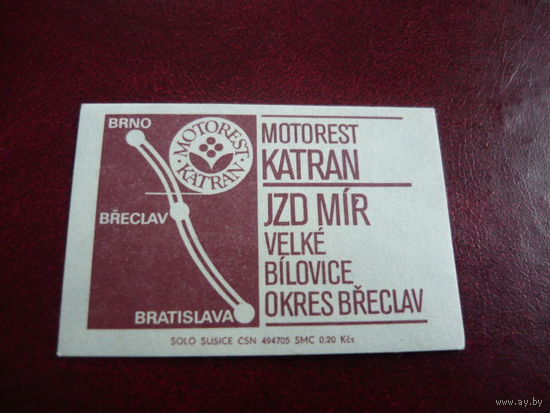 BRNO
MOTOREST
KATRAN
BŘECLAV
BRATISLAVA
MOTOREST
KATRAN
JZD MÍR
VELKÉ
BÍLOVICE
OKRES BŘECLAV
SOLO SUSICE ČSN 494705 SMC 0,20 Kčs
www.ay.by